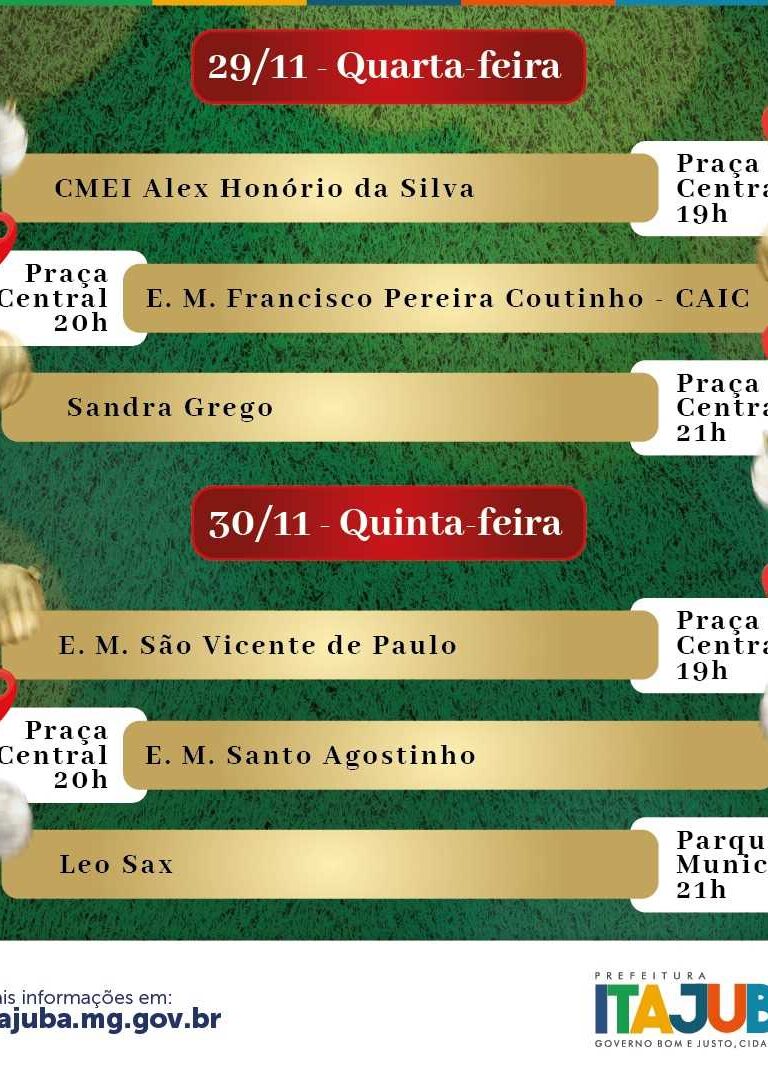 29/11 - Quarta-feira
CMEI Alex Honório da Silva
Praça
Centra
19h
Praça
Central
20h
E. M. Francisco Pereira Coutinho - CAIC
Sandra Grego
Praça
Centra
21h
30/11 - Quinta-feira
E. M. São Vicente de Paulo
Praça
Centra
19h
Praça
Central
20h
E. M. Santo Agostinho
Leo Sax
Parqu
Munic
21h
ais informações em:
ajuba.mg.gov.br
PREFEITURA
ITAJUB
GOVERNO BOM E JUSTO, CIDA